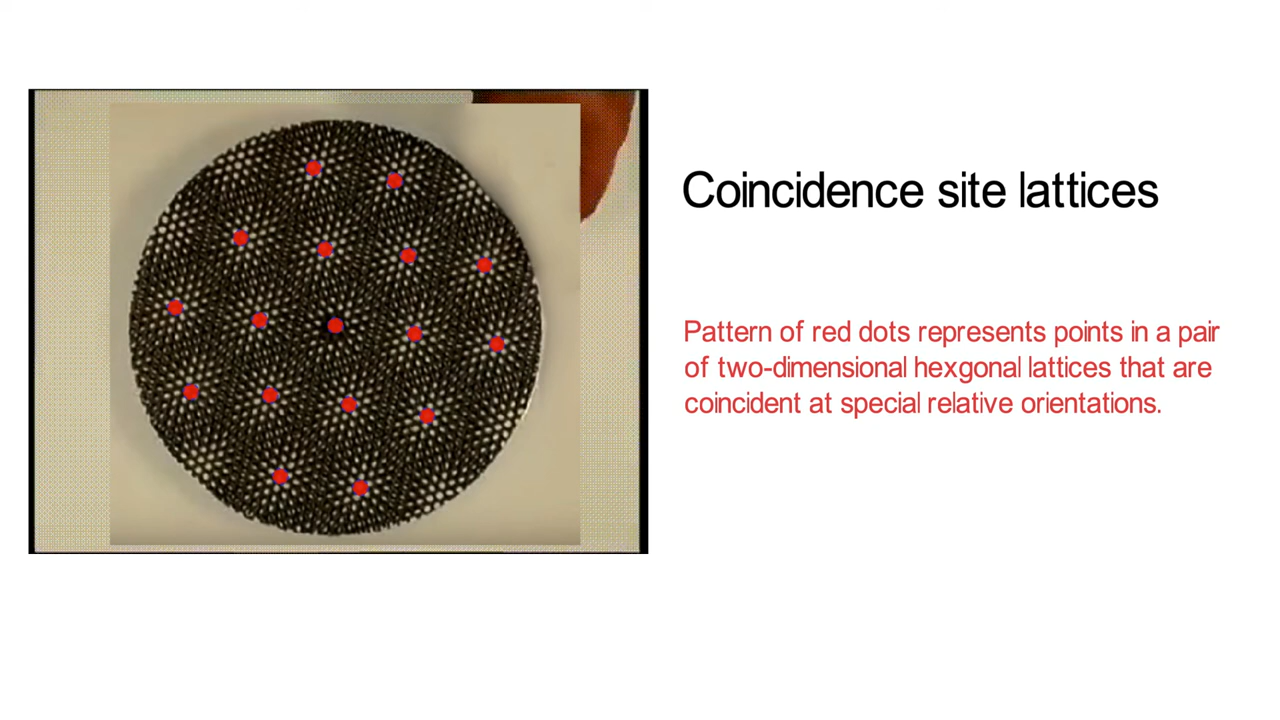 Coincidence site lattices
Pattern of red dots represents points in a pair
of two-dimensional hexgonal lattices that are
coincident at special relative orientations.